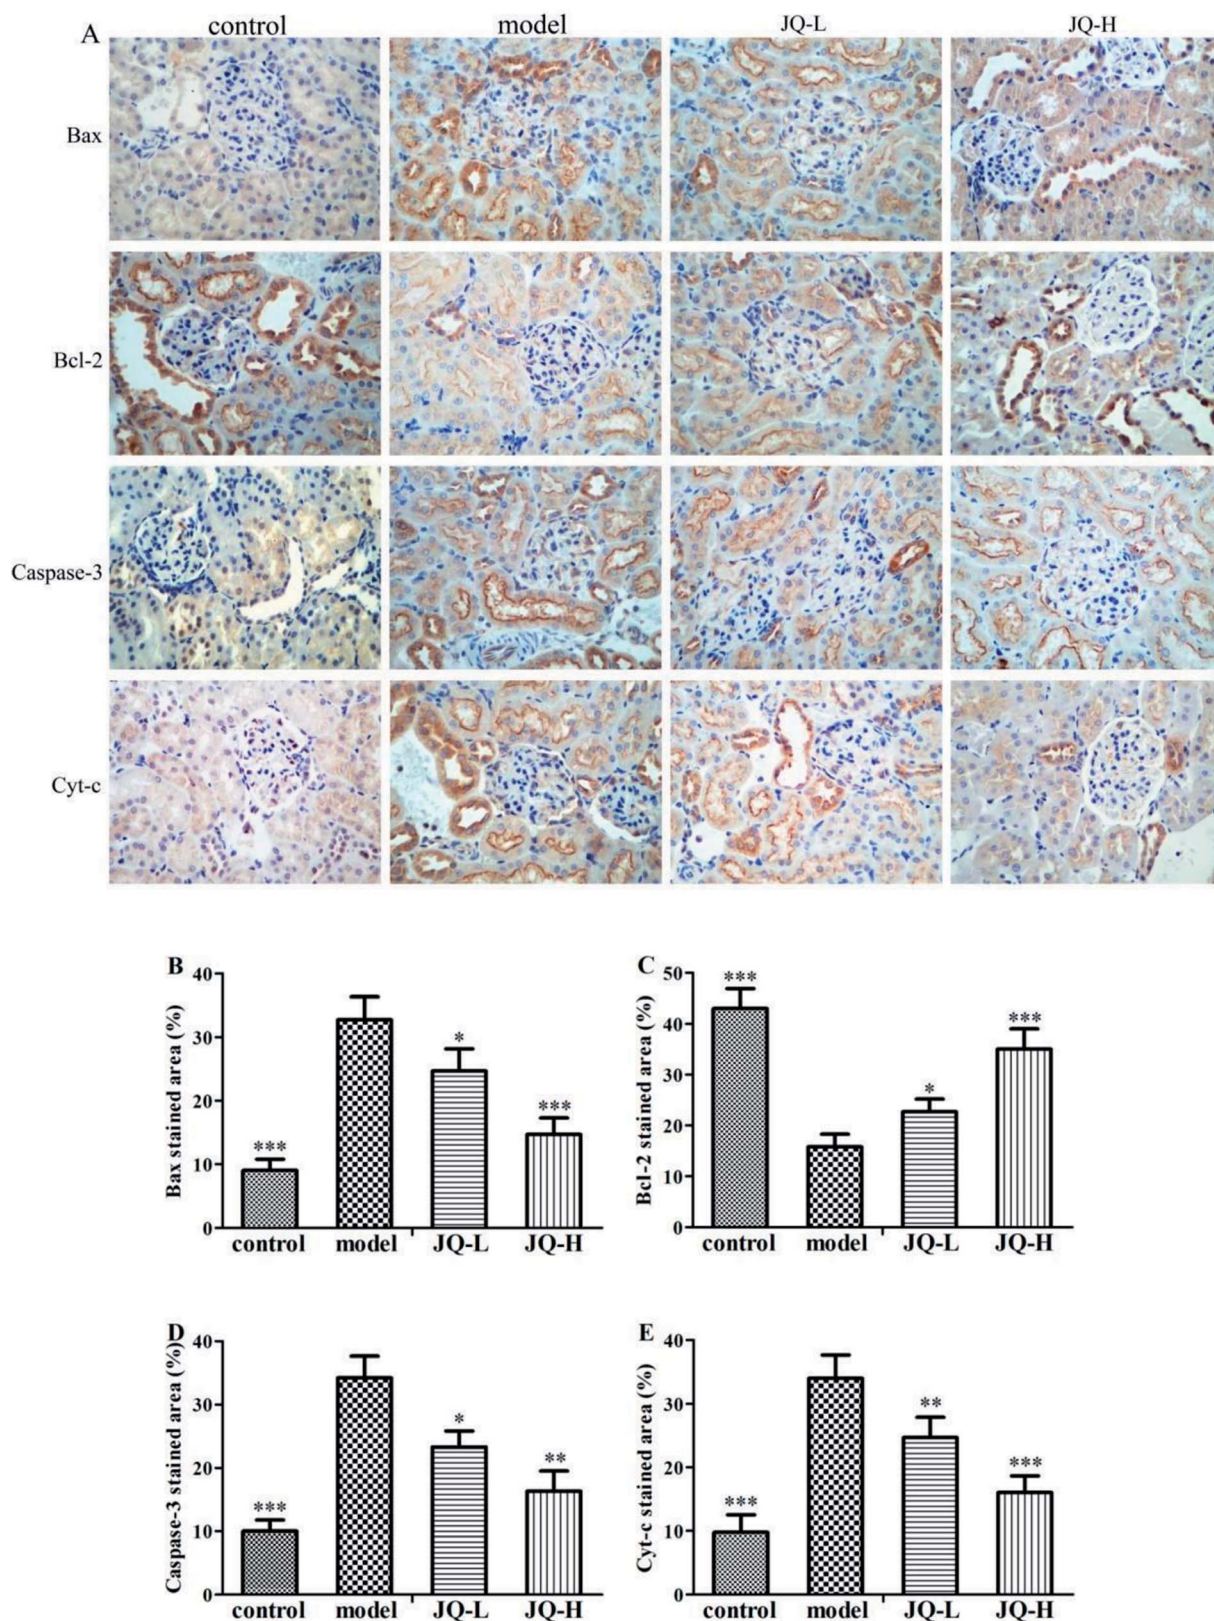 A control model JQ-L JQ-H
Bax
Bcl-2
Caspase-3
Cyt-c
B
Bax stained area (%)
40
30
20
10
0
***
*
***
control model JQ-L JQ-H
C
Bcl-2 stained area (%)
50
40
30
20
10
0
***
*
***
control model JQ-L JQ-H
D
Caspase-3 stained area (%)
40
30
20
10
0
***
*
**
control model JQ-L JQ-H
E
Cyt-c stained area (%)
40
30
20
10
0
***
**
***
control model JQ-L JQ-H